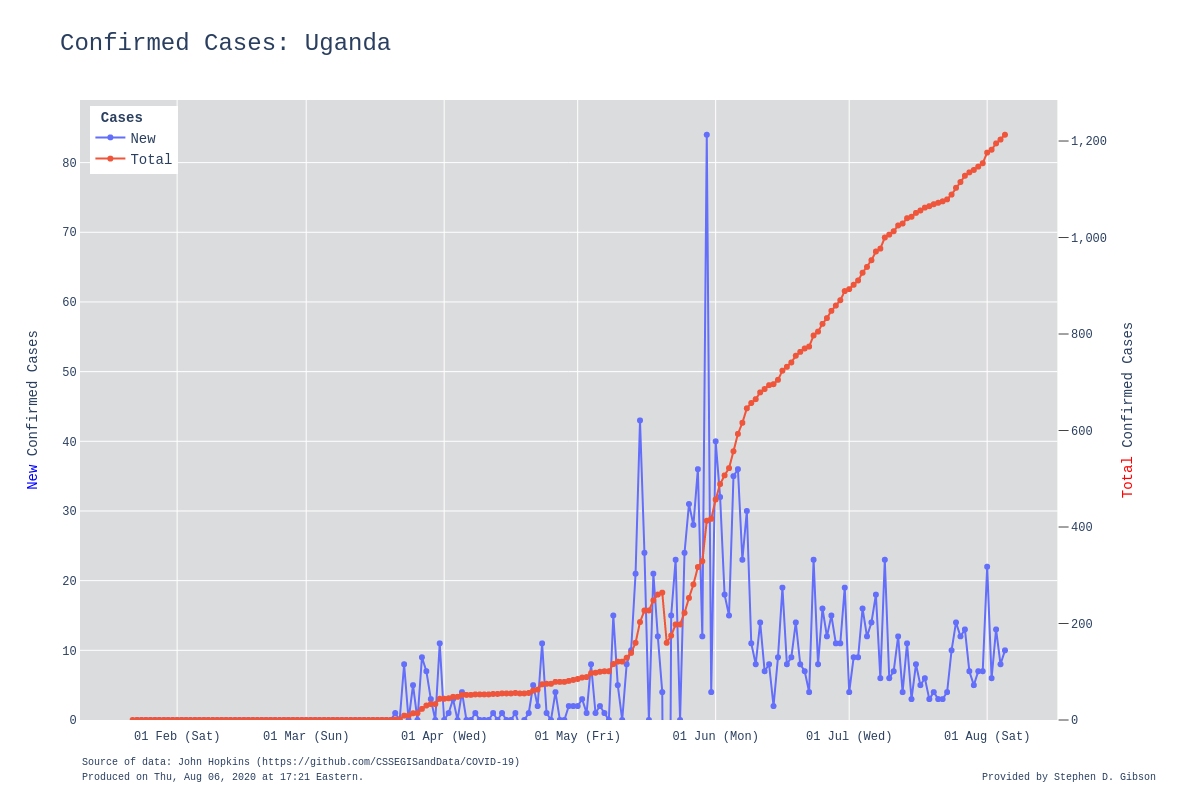 Confirmed Cases: Uganda
Cases
New
Total
80
70
60
50
40
30
20
10
0
1,200
1,000
800
600
400
200
0
New Confirmed Cases
Total Confirmed Cases
01 Feb (Sat)
01 Mar (Sun)
01 Apr (Wed)
01 May (Fri)
01 Jun (Mon)
01 Jul (Wed)
01 Aug (Sat)
Source of data: John Hopkins (https://github.com/CSSEGISandData/COVID-19)
Produced on Thu, Aug 06, 2020 at 17:21 Eastern.
Provided by Stephen D. Gibson